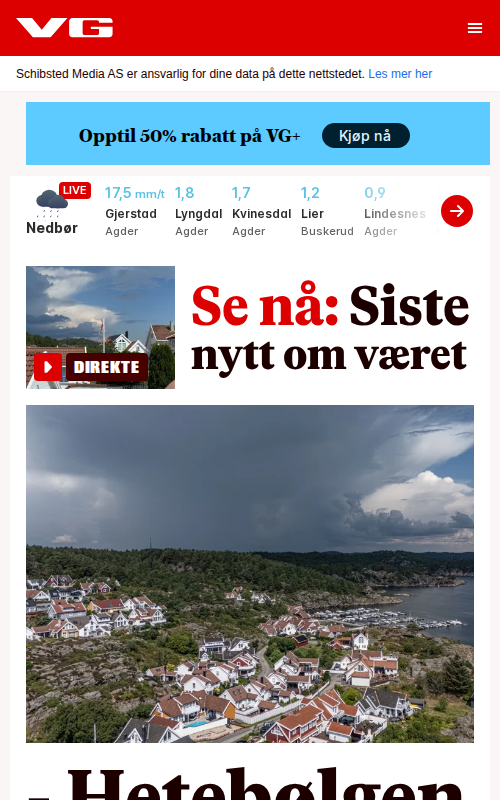 VG
Schibsted Media AS er ansvarlig for dine data på dette nettstedet. Les mer her
Opptil 50% rabatt på VG+ Kjøp nå
LIVE
Nedbør
17,5 mm/t 1,8 1,7 1,2 0,9
Gjerstad Lyngdal Kvinesdal Lier Lindesnes
Agder Agder Agder Buskerud Agder
Se nå: Siste
nytt om været
DIREKTE
- Hetebølgen